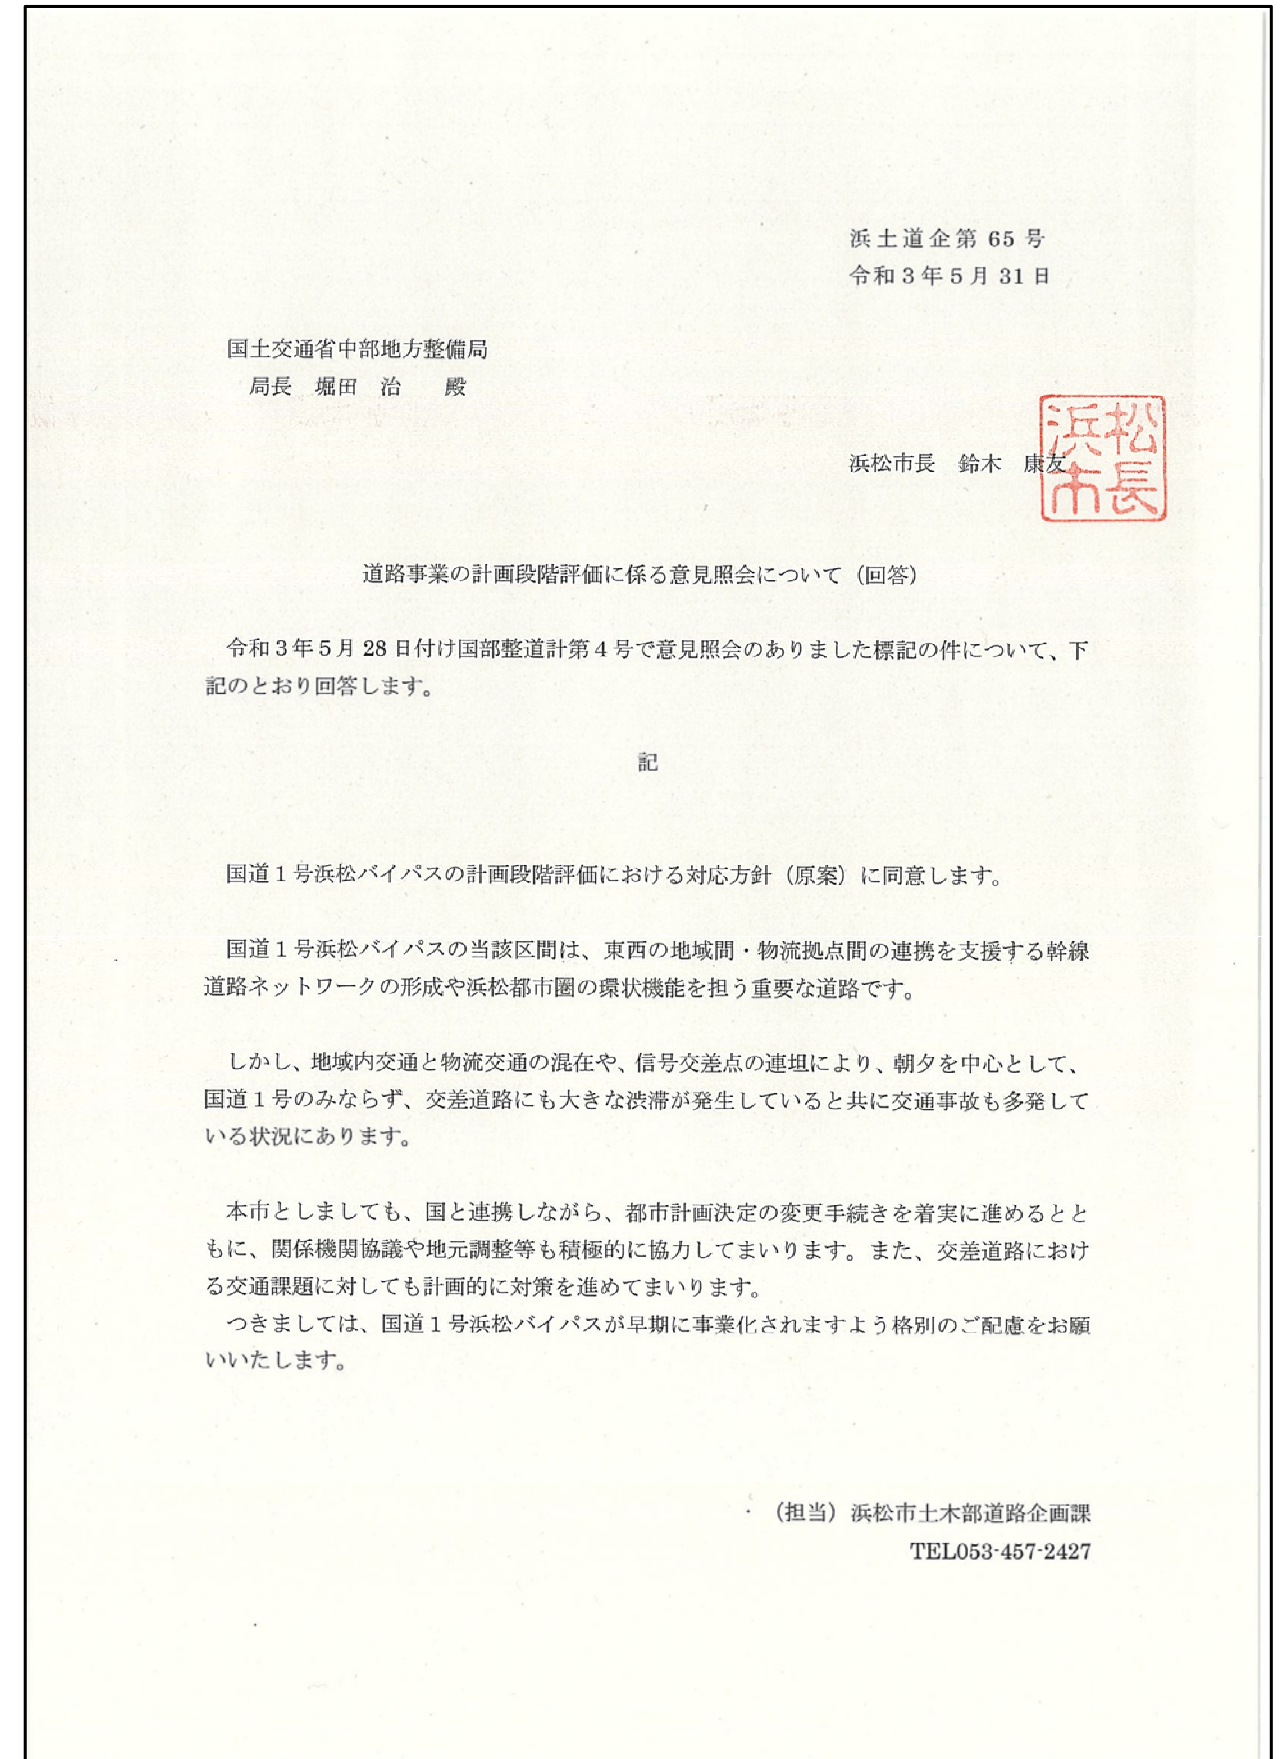 浜土道企第 65 号
令和３年５月 31 日
国土交通省中部地方整備局
局長　堀田　治　　殿
浜松市長　鈴木　康友
浜松市長
道路事業の計画段階評価に係る意見照会について（回答）
令和３年５月 28 日付け国部整道計第４号で意見照会のありました標記の件について、下
記のとおり回答します。
記
国道１号浜松バイパスの計画段階評価における対応方針（原案）に同意します。
国道１号浜松バイパスの当該区間は、東西の地域間・物流拠点間の連携を支援する幹線
道路ネットワークの形成や浜松都市圏の環状機能を担う重要な道路です。
しかし、地域内交通と物流交通の混在や、信号交差点の連坦により、朝夕を中心として、
国道１号のみならず、交差道路にも大きな渋滞が発生していると共に交通事故も多発して
いる状況にあります。
本市としましても、国と連携しながら、都市計画決定の変更手続きを着実に進めるとと
もに、関係機関協議や地元調整等も積極的に協力してまいります。また、交差道路におけ
る交通課題に対しても計画的に対策を進めてまいります。
つきましては、国道１号浜松バイパスが早期に事業化されますよう格別のご配慮をお願
いいたします。
（担当）浜松市土木部道路企画課
TEL053-457-2427